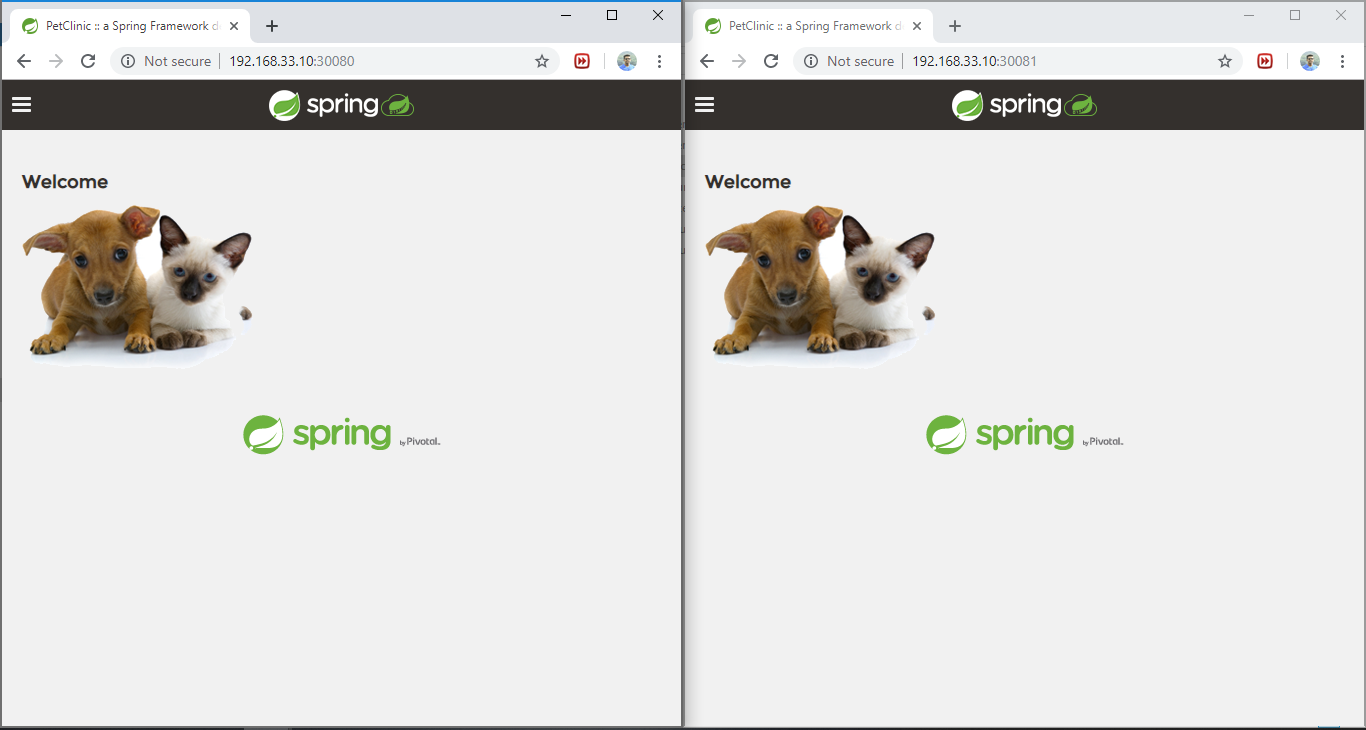 PetClinic :: a Spring Framework d
Not secure
192.168.33.10:30080
spring
Welcome
spring
by Pivotal.
PetClinic :: a Spring Framework d
Not secure
192.168.33.10:30081
spring
Welcome
spring
by Pivotal.